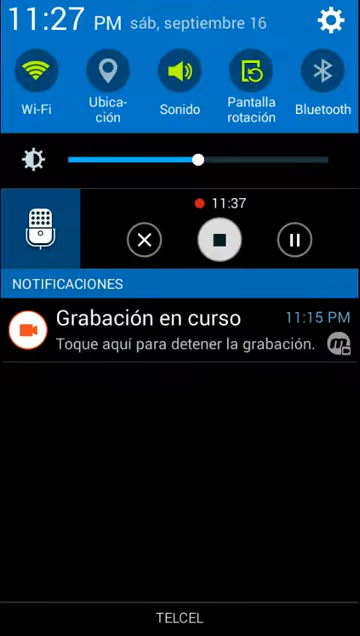 11:27 PM sáb, septiembre 16
Wi-Fi
Ubica-
ción
Sonido
Pantalla
rotación
Bluetooth
11:37
NOTIFICACIONES
Grabación en curso 11:15 PM
Toque aquí para detener la grabación.
TELCEL